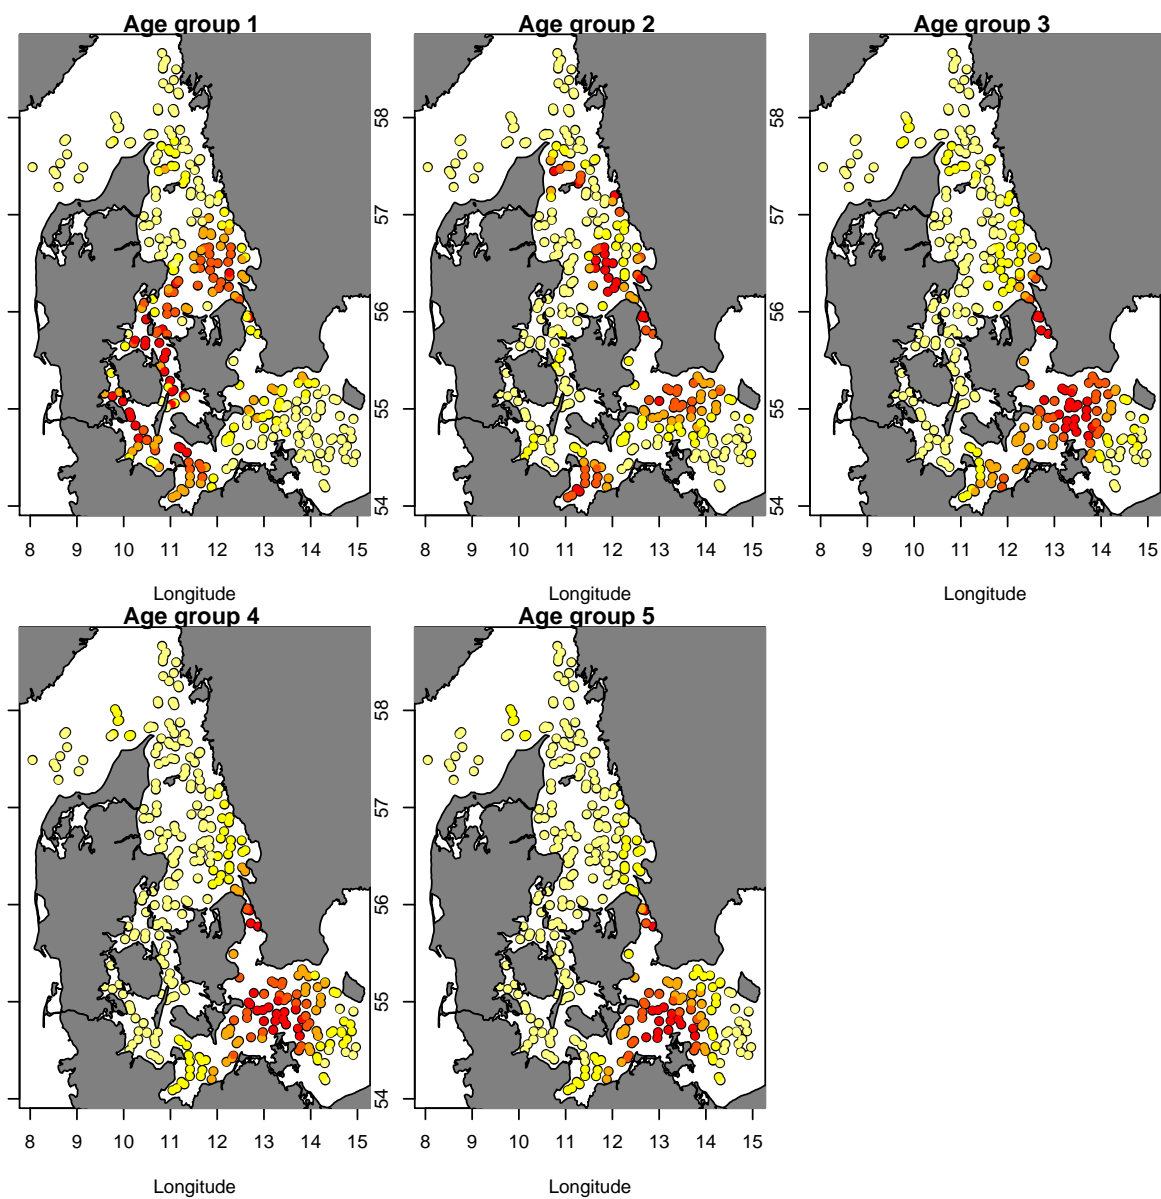 Age group 1 Age group 2 Age group 3
58 58
57 57
56 56
55 55
54 54
8 9 10 11 12 13 14 15 8 9 10 11 12 13 14 15 8 9 10 11 12 13 14 15
Longitude Longitude Longitude
Age group 4 Age group 5
58
57
56
55
54
8 9 10 11 12 13 14 15 8 9 10 11 12 13 14 15
Longitude Longitude